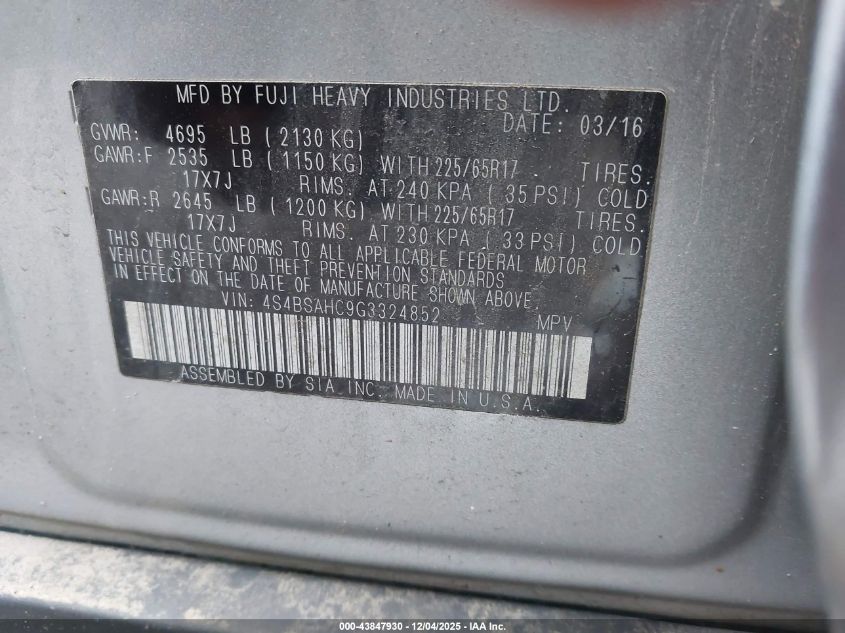 MFD BY FUJI HEAVY INDUSTRIES LTD.
DATE: 03/16
GVWR: 4695 LB (2130 KG)
GAWR:F 2535 LB (1150 KG) WITH 225/65R17 TIRES.
17X7J RIMS. AT 240 KPA (35 PSI) COLD
GAWR:R 2645 LB (1200 KG) WITH 225/65R17 TIRES.
17X7J RIMS. AT 230 KPA (33 PSI) COLD.
THIS VEHICLE CONFORMS TO ALL APPLICABLE FEDERAL MOTOR
VEHICLE SAFETY AND THEFT PREVENTION STANDARDS
IN EFFECT ON THE DATE OF MANUFACTURE SHOWN ABOVE.
VIN: 4S4BSAHC9G3324852 MPV
ASSEMBLED BY SIA INC. MADE IN U.S.A.
000-43847930 - 12/04/2025 - IAA Inc.